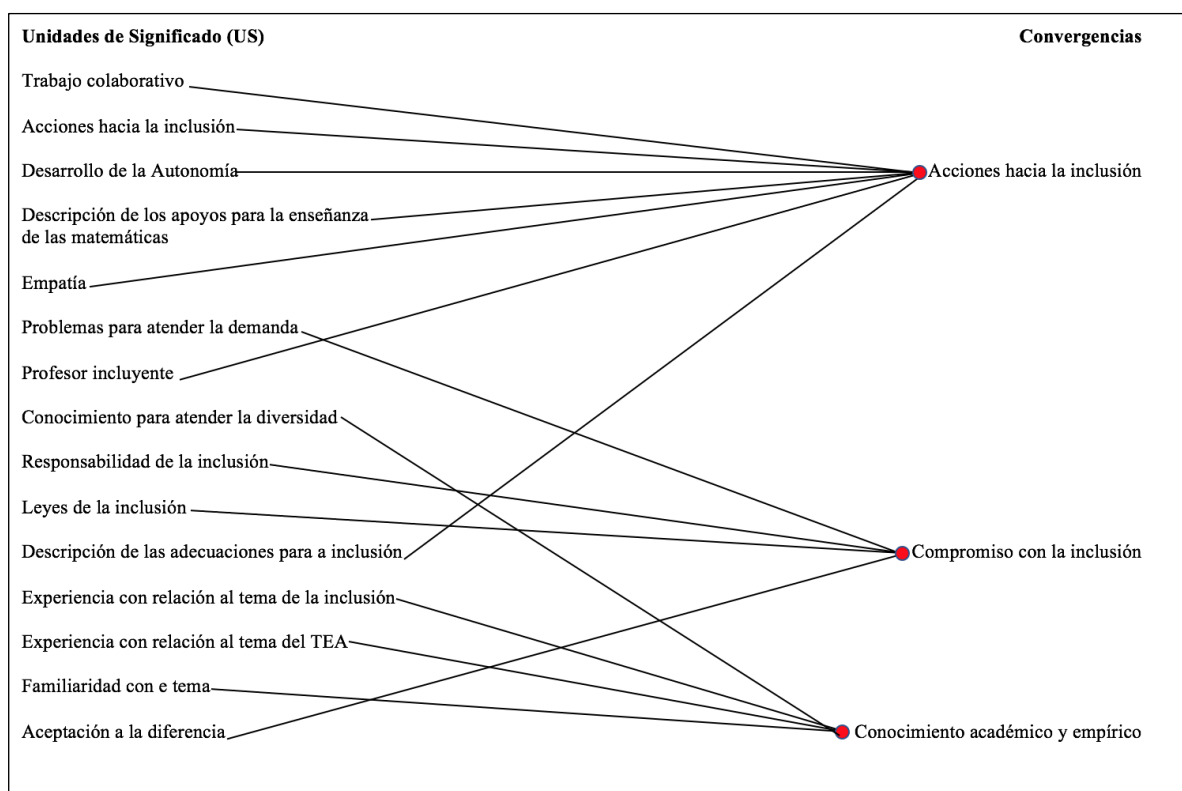 Unidades de Significado (US)
Convergencias
Trabajo colaborativo
Acciones hacia la inclusión
Desarrollo de la Autonomía
Acciones hacia la inclusión
Descripción de los apoyos para la enseñanza
de las matemáticas
Empatía
Problemas para atender la demanda
Profesor incluyente
Conocimiento para atender la diversidad
Responsabilidad de la inclusión
Leyes de la inclusión
Descripción de las adecuaciones para a inclusión
Compromiso con la inclusión
Experiencia con relación al tema de la inclusión
Experiencia con relación al tema del TEA
Familiaridad con e tema
Aceptación a la diferencia
Conocimiento académico y empírico